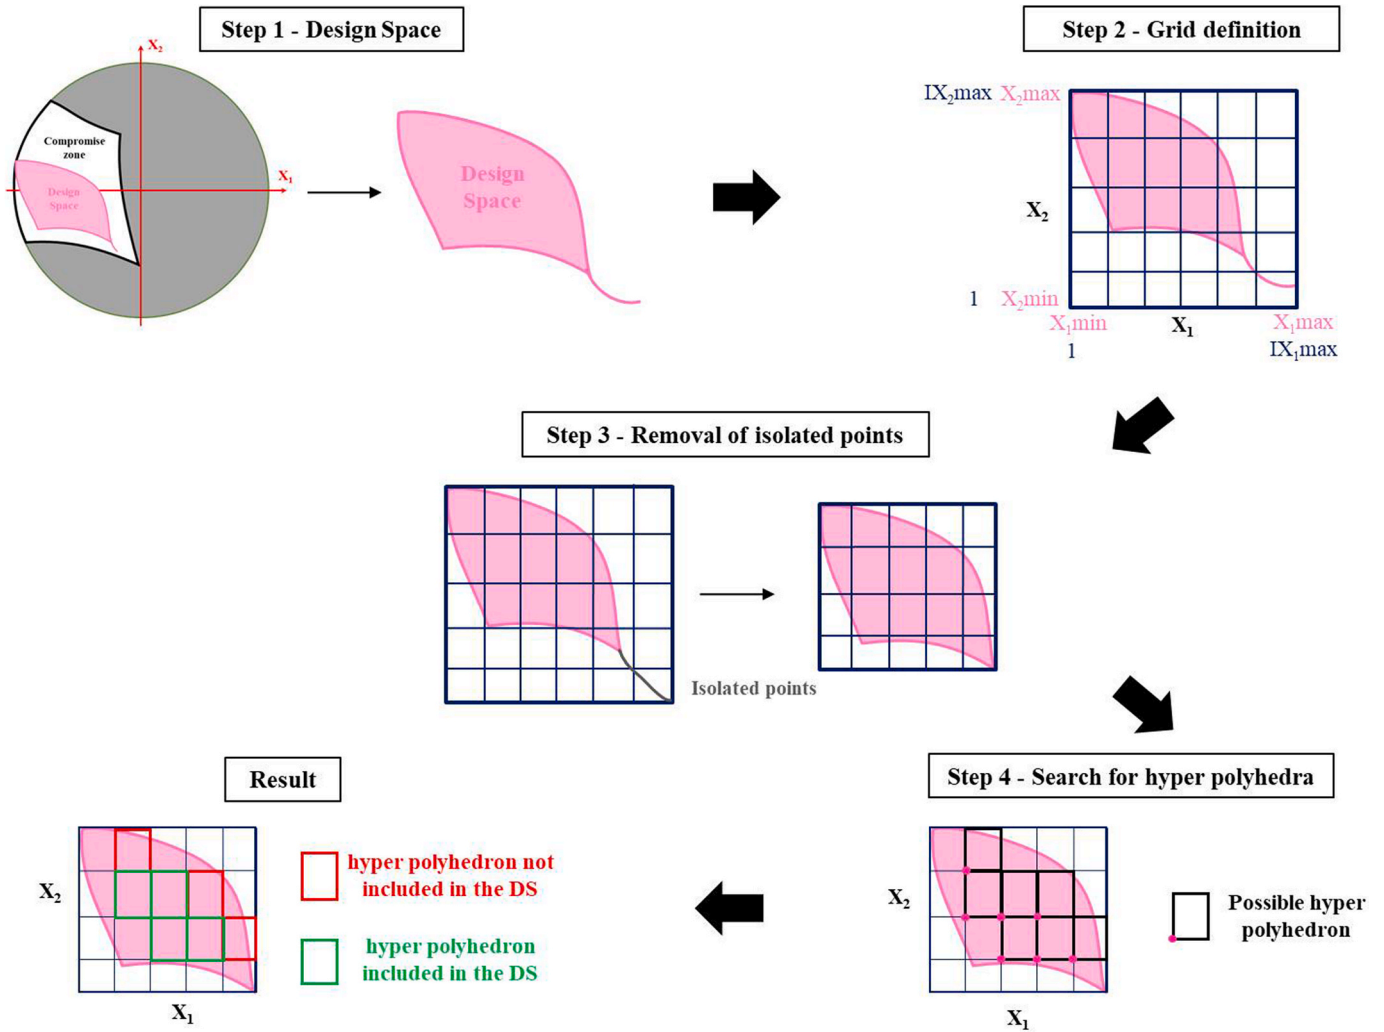 Step 1 - Design Space
X₂
Compromise
zone
X₁
Design
Space
Design
Space
Step 2 - Grid definition
IX₂max X₂max
X₂
1 X₂min
X₁min X₁ X₁max
1 IX₁max
Step 3 - Removal of isolated points
Isolated points
Step 4 - Search for hyper polyhedra
X₂
X₁
Possible hyper
polyhedron
Result
X₂
X₁
hyper polyhedron not
included in the DS
hyper polyhedron
included in the DS